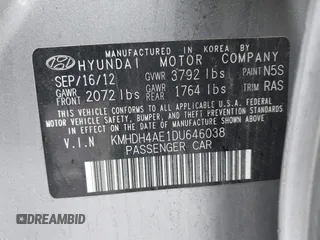 MANUFACTURED IN KOREA BY
HYUNDAI MOTOR COMPANY
SEP/16/12 GVWR 3792 lbs PAINT N5S
GAWR FRONT 2072 lbs GAWR REAR 1764 lbs TRIM RAS
THIS VEHICLE CONFORMS TO ALL APPLICABLE
U.S. FEDERAL MOTOR VEHICLE SAFETY, BUMPER,
AND THEFT PREVENTION STANDARDS IN EFFECT ON
THE DATE OF MANUFACTURE SHOWN ABOVE.
V.I.N KMHDH4AE1DU646038
PASSENGER CAR
DREAMBID